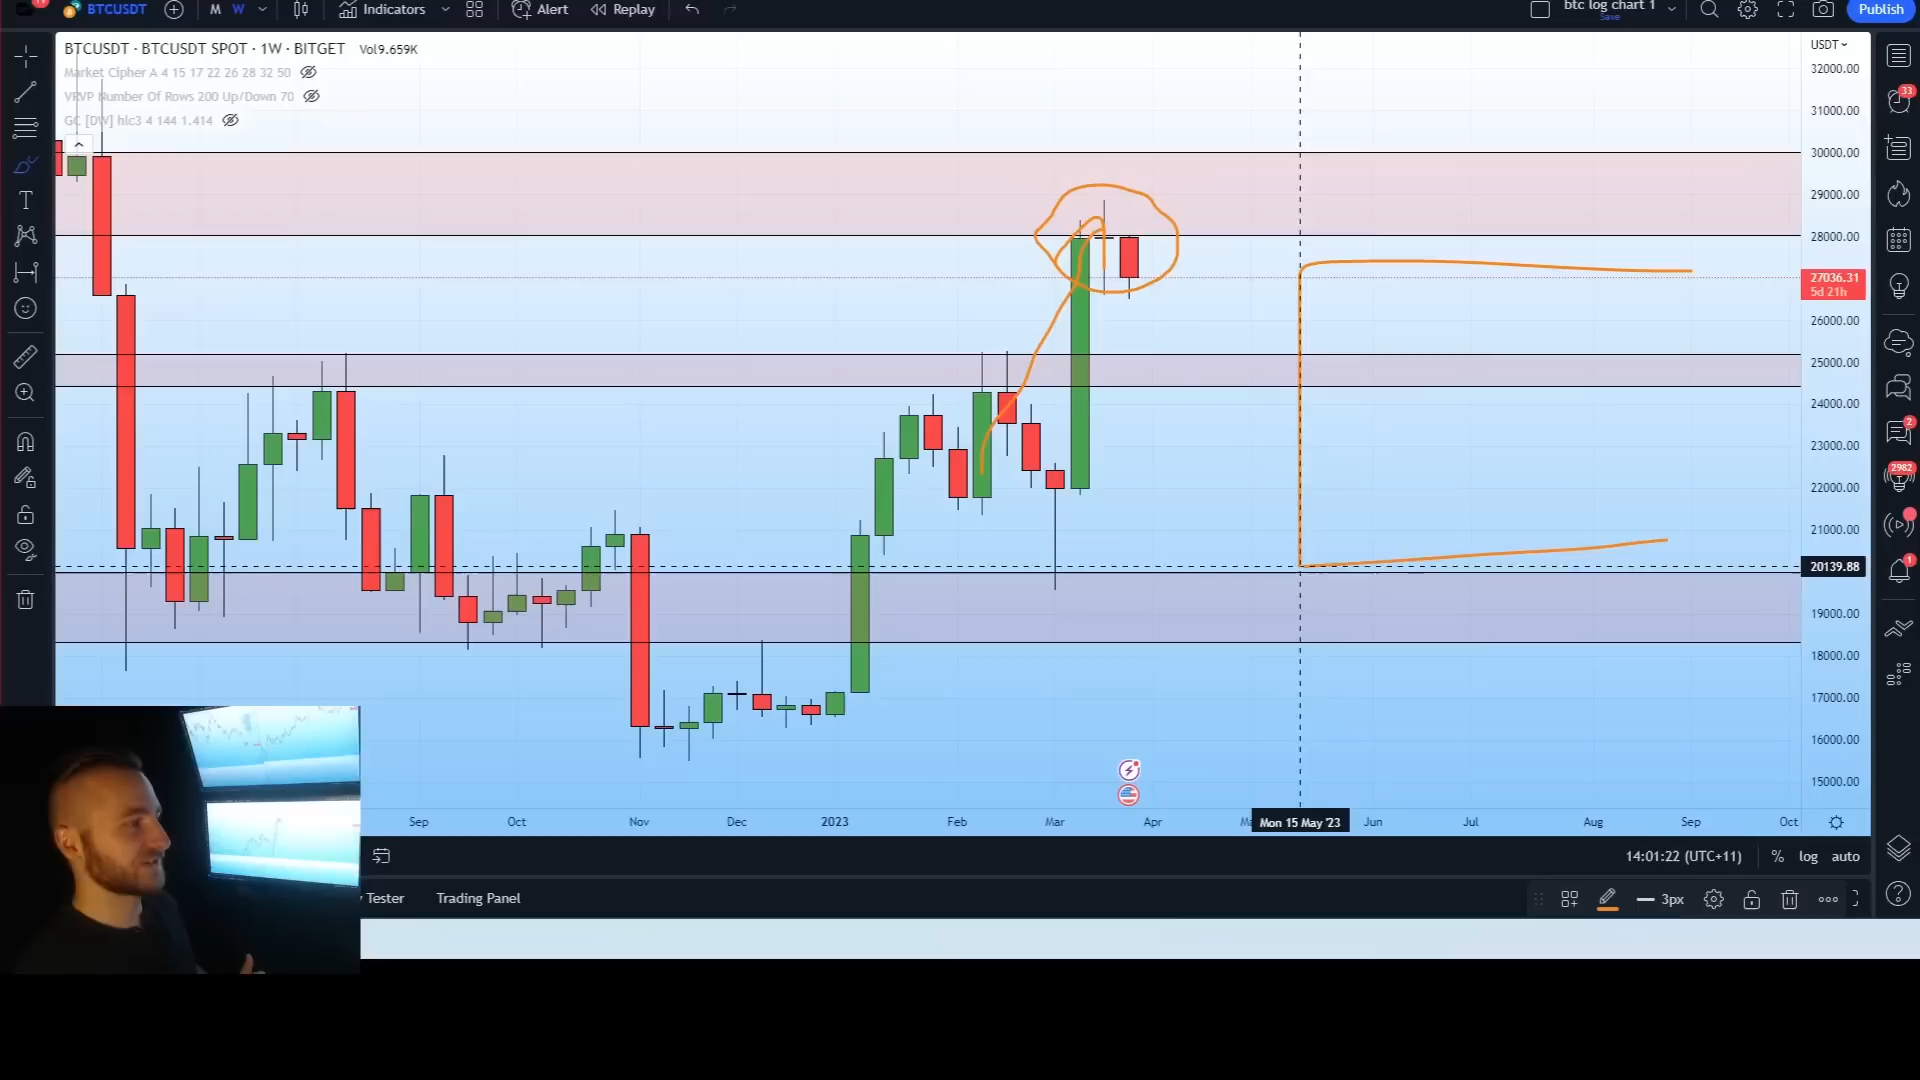 BTCUSDT M W Indicators Alert Replay btc log chart 1 Save Publish
BTCUSDT · BTCUSDT SPOT · 1W · BITGET Vol9.659K
Market Cipher A 4 15 17 22 26 28 32 50
VRVP Number Of Rows 200 Up/Down 70
GC [DW] hlc3 4 144 1.414
USDT
32000.00
31000.00
30000.00
29000.00
28000.00
27036.31
5d 21h
26000.00
25000.00
24000.00
23000.00
22000.00
21000.00
20139.88
19000.00
18000.00
17000.00
16000.00
15000.00
33
2
2982
1
Sep Oct Nov Dec 2023 Feb Mar Apr Mon 15 May '23 Jun Jul Aug Sep Oct
14:01:22 (UTC+11) % log auto
Tester Trading Panel 3px